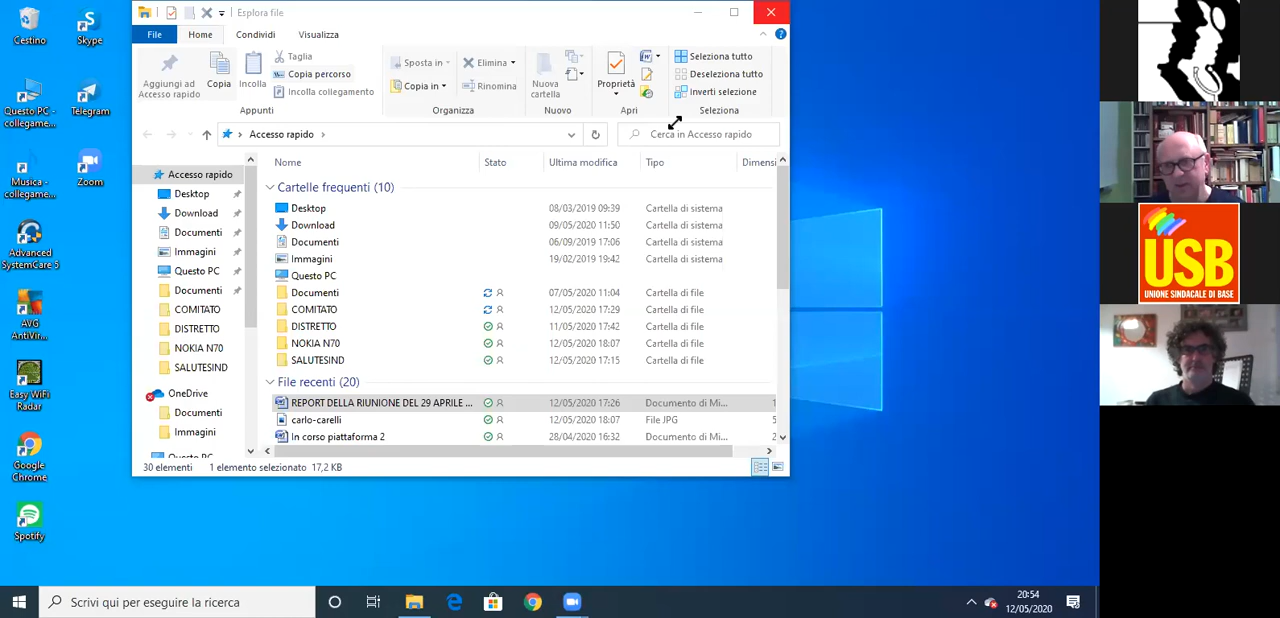 Esplora file
File Home Condividi Visualizza
Aggiungi ad Accesso rapido
Copia
Incolla
Taglia
Copia percorso
Incolla collegamento
Appunti
Sposta in
Copia in
Elimina
Rinomina
Organizza
Nuova cartella
Nuovo
Proprietà
Apri
Seleziona tutto
Deseleziona tutto
Inverti selezione
Selezione
Accesso rapido
Cerca in Accesso rapido
Accesso rapido
Desktop
Download
Documenti
Immagini
Questo PC
Documenti
COMITATO
DISTRETTO
NOKIA N70
SALUTESIND
OneDrive
Documenti
Immagini
Questo PC
Nome Stato Ultima modifica Tipo Dimensi
Cartelle frequenti (10)
Desktop 08/03/2019 09:39 Cartella di sistema
Download 09/05/2020 11:50 Cartella di sistema
Documenti 06/09/2019 17:06 Cartella di sistema
Immagini 19/02/2019 19:42 Cartella di sistema
Questo PC
Documenti 07/05/2020 11:04 Cartella di file
COMITATO 12/05/2020 17:29 Cartella di file
DISTRETTO 11/05/2020 17:42 Cartella di file
NOKIA N70 12/05/2020 18:07 Cartella di file
SALUTESIND 12/05/2020 17:15 Cartella di file
File recenti (20)
REPORT DELLA RIUNIONE DEL 29 APRILE ... 12/05/2020 17:26 Documento di Mi... 1
carlo-carelli 12/05/2020 18:07 File JPG 5
In corso piattaforma 2 28/04/2020 16:32 Documento di Mi...
30 elementi 1 elemento selezionato 17,2 KB
Cestino
Skype
Questo PC - collegame...
Telegram
Musica - collegame...
Zoom
Advanced SystemCare 5
AVG AntiVir...
Easy WiFi Radar
Google Chrome
Spotify
USB
UNIONE SINDACALE DI BASE
Scrivi qui per eseguire la ricerca
20:54
12/05/2020